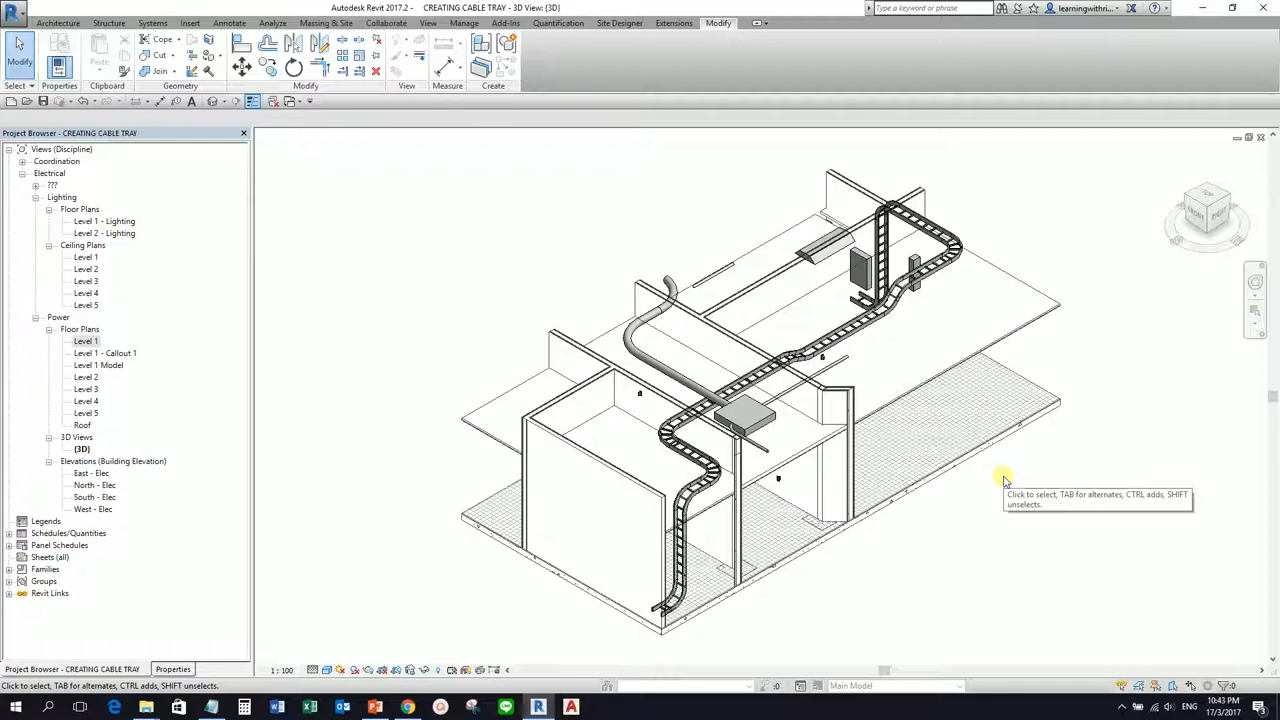 Autodesk Revit 2017.2 - CREATING CABLE TRAY - 3D View: {3D}
Type a keyword or phrase
learningwithri...
Architecture
Structure
Systems
Insert
Annotate
Analyze
Massing & Site
Collaborate
View
Manage
Add-Ins
Quantification
Site Designer
Extensions
Modify
Modify
Paste
Cope
Cut
Join
Select
Properties
Clipboard
Geometry
Modify
View
Measure
Create
Project Browser - CREATING CABLE TRAY
Views (Discipline)
Coordination
Electrical
???
Lighting
Floor Plans
Level 1 - Lighting
Level 2 - Lighting
Ceiling Plans
Level 1
Level 2
Level 3
Level 4
Level 5
Power
Floor Plans
Level 1
Level 1 - Callout 1
Level 1 Model
Level 2
Level 3
Level 4
Level 5
Roof
3D Views
{3D}
Elevations (Building Elevation)
East - Elec
North - Elec
South - Elec
West - Elec
Legends
Schedules/Quantities
Panel Schedules
Sheets (all)
Families
Groups
Revit Links
TOP
FRONT
RIGHT
Click to select, TAB for alternates, CTRL adds, SHIFT
unselects.
Project Browser - CREATING CABLE TRAY
Properties
1 : 100
Click to select, TAB for alternates, CTRL adds, SHIFT unselects.
:0
Main Model
:0
10:43 PM
17/3/2017